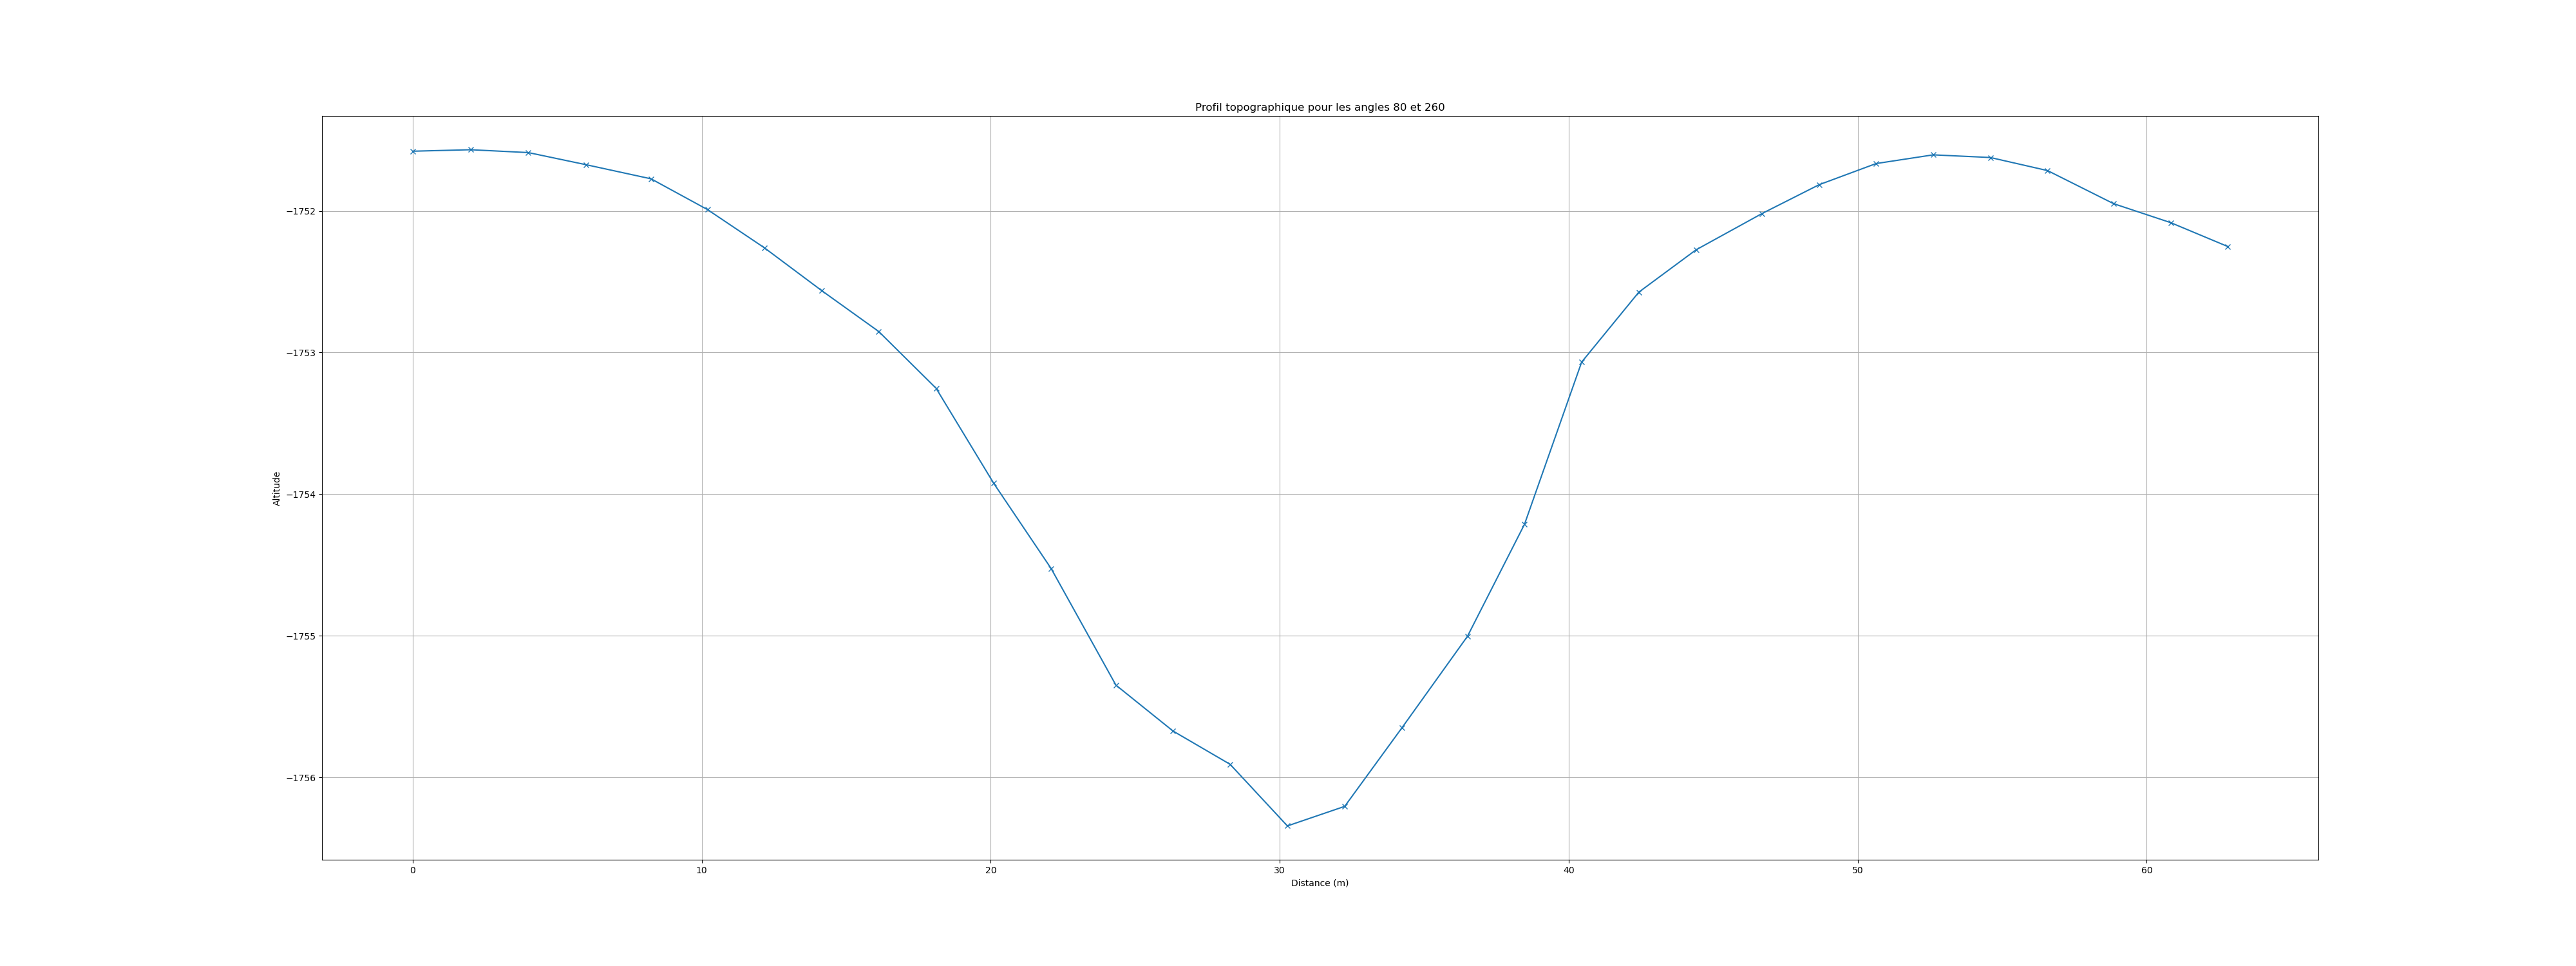 Profil topographique pour les angles 80 et 260
Altitude
−1752
−1753
−1754
−1755
−1756
0 10 20 30 40 50 60
Distance (m)